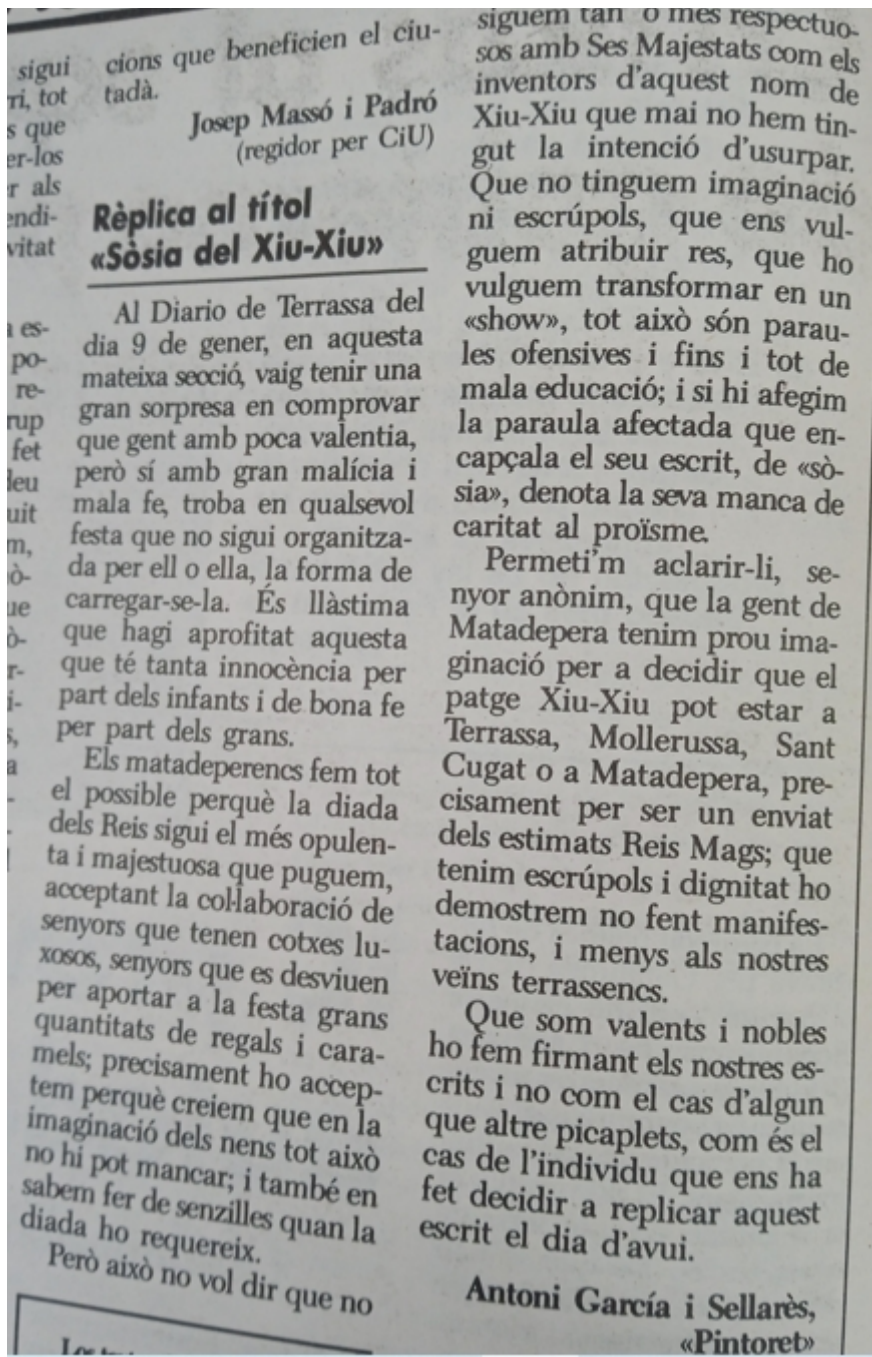 sigui
ri, tot
s que
er-los
r als
endi-
vitat
a es-
po-
re-
rup
fet
deu
uit
m,
ò-
ue
ò-
r-
i-
s,
a
cions que beneficien el ciu-
tadà.
Josep Massó i Padró
(regidor per CiU)
Rèplica al títol
«Sòsia del Xiu-Xiu»
Al Diario de Terrassa del
dia 9 de gener, en aquesta
mateixa secció, vaig tenir una
gran sorpresa en comprovar
que gent amb poca valentia,
però sí amb gran malícia i
mala fe, troba en qualsevol
festa que no sigui organitza-
da per ell o ella, la forma de
carregar-se-la. És llàstima
que hagi aprofitat aquesta
que té tanta innocència per
part dels infants i de bona fe
per part dels grans.
Els matadeperencs fem tot
el possible perquè la diada
dels Reis sigui el més opulen-
ta i majestuosa que puguem,
acceptant la col·laboració de
senyors que tenen cotxes lu-
xosos, senyors que es desviuen
per aportar a la festa grans
quantitats de regals i cara-
mels; precisament ho accep-
tem perquè creiem que en la
imaginació dels nens tot això
no hi pot mancar; i també en
sabem fer de senzilles quan la
diada ho requereix.
Però això no vol dir que no
siguem tan o més respectuo-
sos amb Ses Majestats com els
inventors d'aquest nom de
Xiu-Xiu que mai no hem tin-
gut la intenció d'usurpar.
Que no tinguem imaginació
ni escrúpols, que ens vul-
guem atribuir res, que ho
vulguem transformar en un
«show», tot això són parau-
les ofensives i fins i tot de
mala educació; i si hi afegim
la paraula afectada que en-
capçala el seu escrit, de «sò-
sia», denota la seva manca de
caritat al proïsme.
Permeti'm aclarir-li, se-
nyor anònim, que la gent de
Matadepera tenim prou ima-
ginació per a decidir que el
patge Xiu-Xiu pot estar a
Terrassa, Mollerussa, Sant
Cugat o a Matadepera, pre-
cisament per ser un enviat
dels estimats Reis Mags; que
tenim escrúpols i dignitat ho
demostrem no fent manifes-
tacions, i menys als nostres
veïns terrassencs.
Que som valents i nobles
ho fem firmant els nostres es-
crits i no com el cas d'algun
que altre picaplets, com és el
cas de l'individu que ens ha
fet decidir a replicar aquest
escrit el dia d'avui.
Antoni García i Sellarès,
«Pintoret»